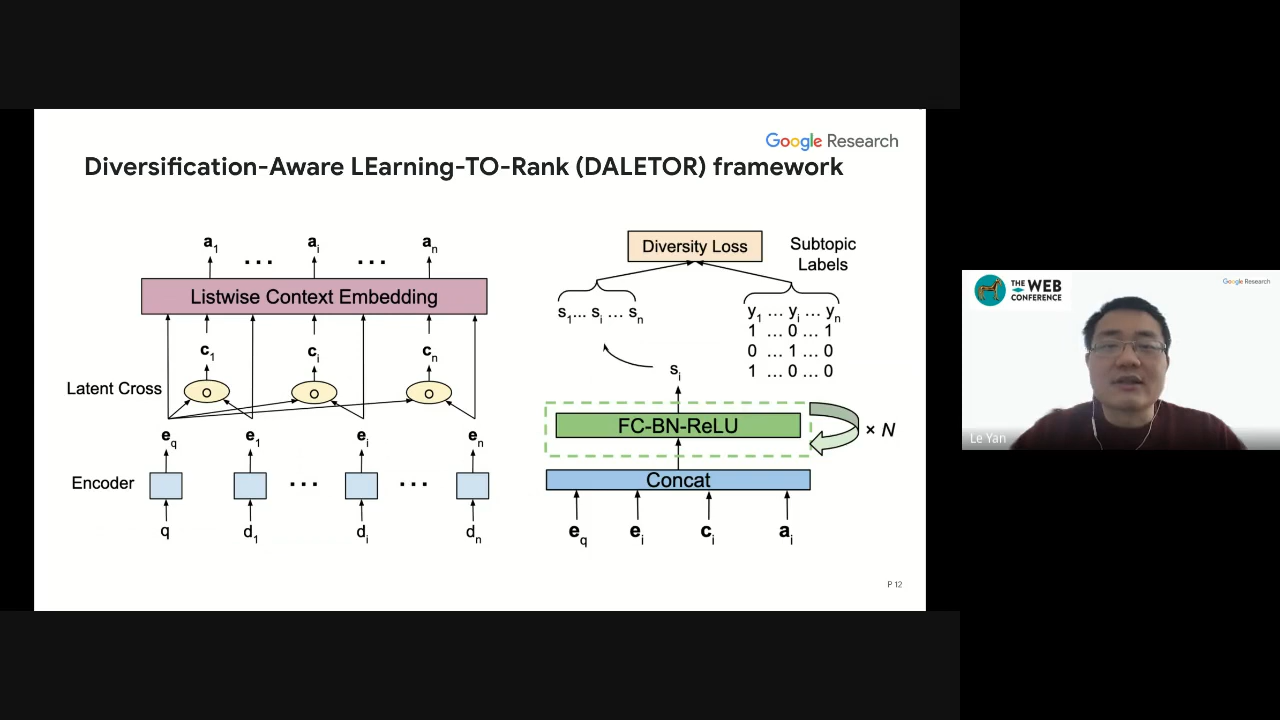 Google Research
Diversification-Aware LEarning-TO-Rank (DALETOR) framework
a1 ... ai ... an
Listwise Context Embedding
c1 ci cn
Latent Cross
o o o
eq e1 ei en
Encoder ... ...
q d1 di dn
Diversity Loss
Subtopic
Labels
s1... si ... sn
y1 ... yi ... yn
1 ... 0 ... 1
0 ... 1 ... 0
1 ... 0 ... 0
si
FC-BN-ReLU
× N
Concat
eq ei ci ai
P 12
THE WEB
CONFERENCE
Google Research
Le Yan